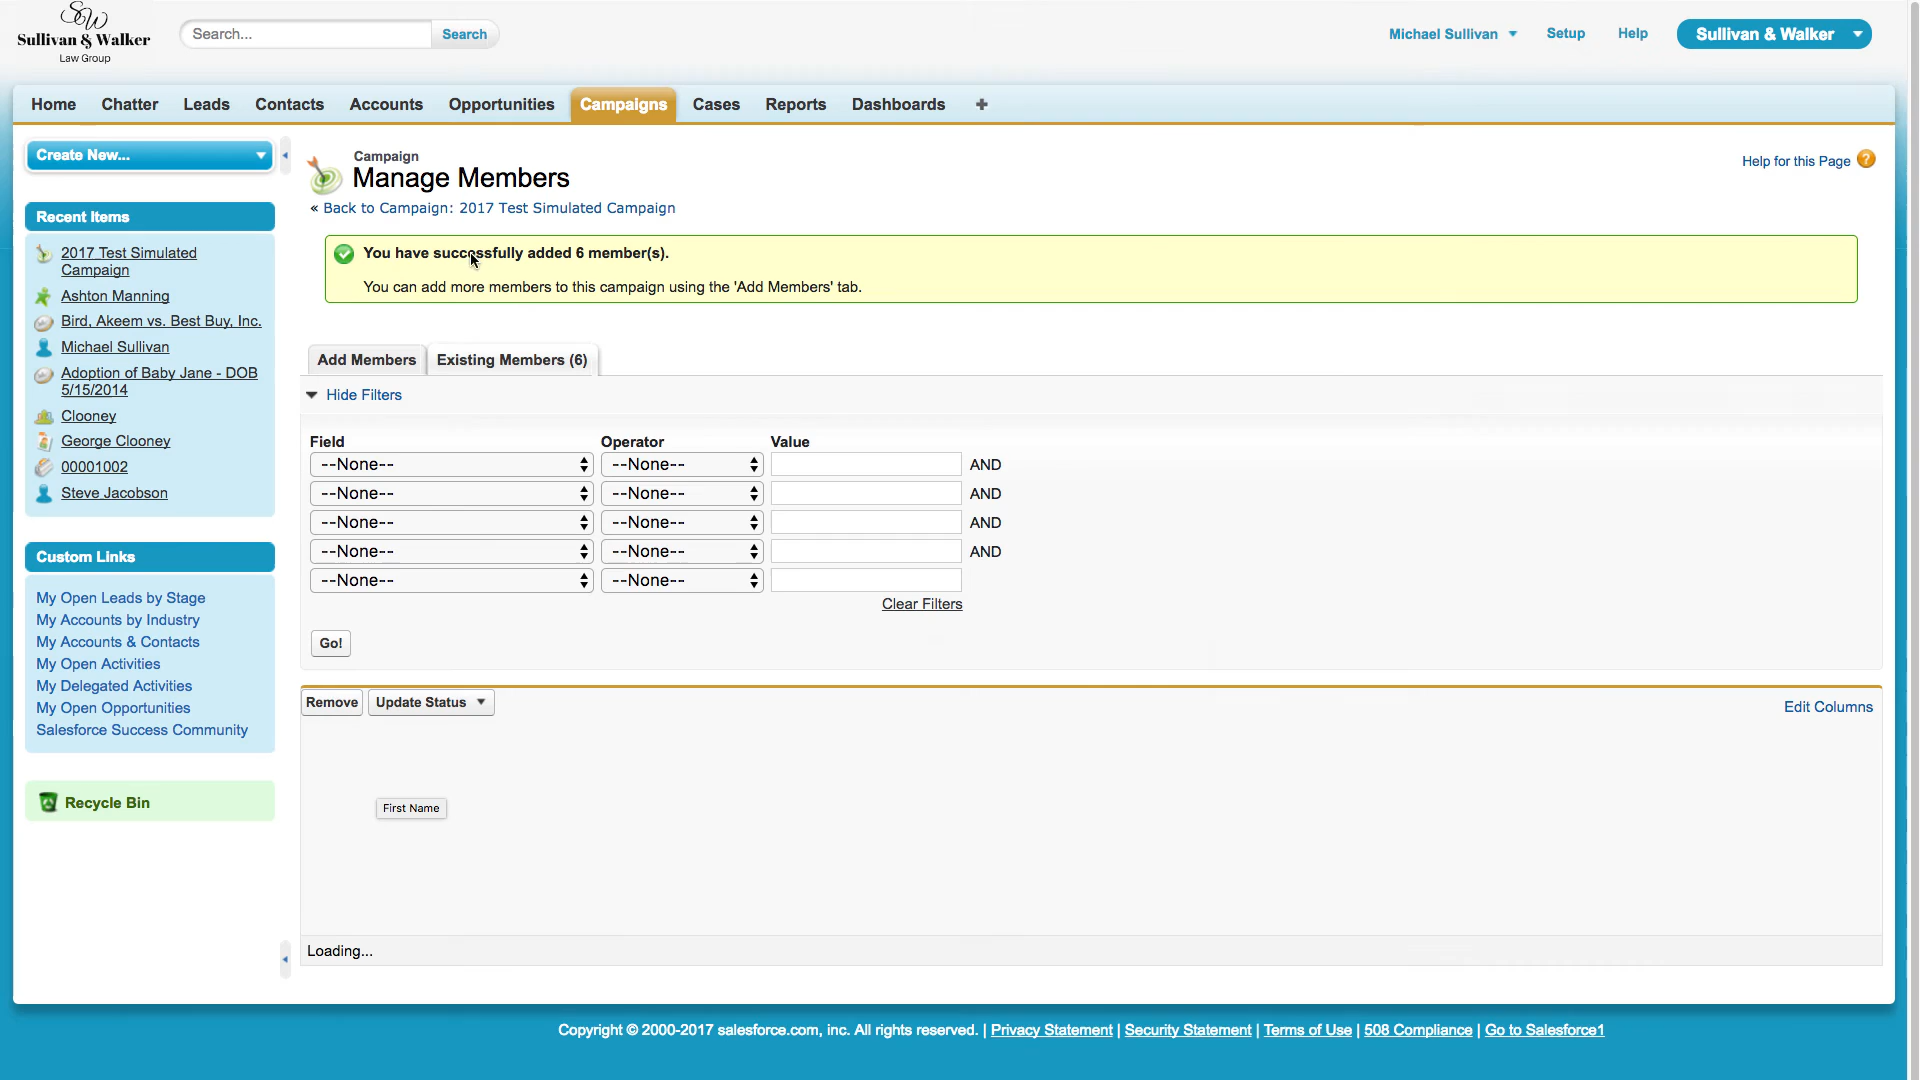 SW
Sullivan & Walker
Law Group
Search...
Search
Michael Sullivan
Setup
Help
Sullivan & Walker
Home
Chatter
Leads
Contacts
Accounts
Opportunities
Campaigns
Cases
Reports
Dashboards
+
Create New...
Recent Items
2017 Test Simulated
Campaign
Ashton Manning
Bird, Akeem vs. Best Buy, Inc.
Michael Sullivan
Adoption of Baby Jane - DOB
5/15/2014
Clooney
George Clooney
00001002
Steve Jacobson
Custom Links
My Open Leads by Stage
My Accounts by Industry
My Accounts & Contacts
My Open Activities
My Delegated Activities
My Open Opportunities
Salesforce Success Community
Recycle Bin
Campaign
Manage Members
« Back to Campaign: 2017 Test Simulated Campaign
Help for this Page ?
You have successfully added 6 member(s).
You can add more members to this campaign using the 'Add Members' tab.
Add Members
Existing Members (6)
Hide Filters
Field Operator Value
--None-- --None-- AND
--None-- --None-- AND
--None-- --None-- AND
--None-- --None-- AND
--None-- --None--
Clear Filters
Go!
Remove
Update Status
Edit Columns
First Name
Loading...
Copyright © 2000-2017 salesforce.com, inc. All rights reserved. | Privacy Statement | Security Statement | Terms of Use | 508 Compliance | Go to Salesforce1